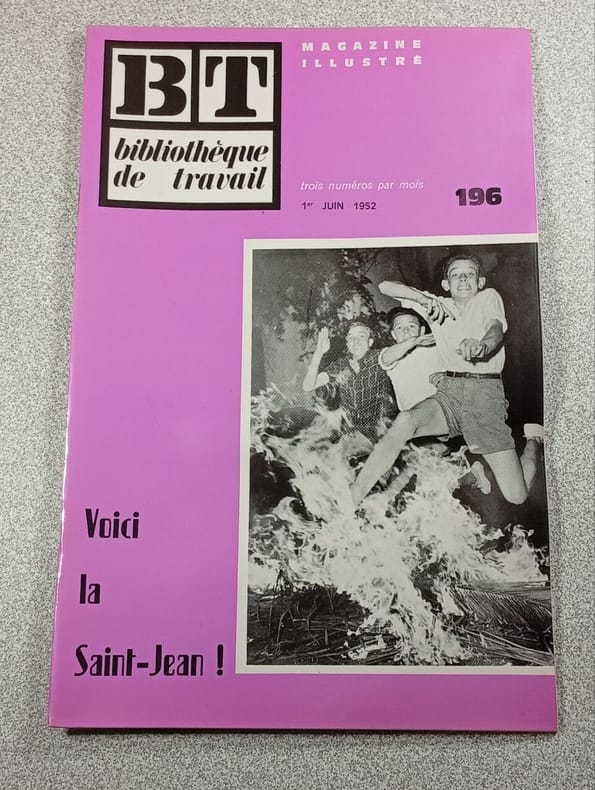 BT
bibliothèque
de travail
MAGAZINE
ILLUSTRÉ
trois numéros par mois
1er JUIN 1952
196
Voici
la
Saint-Jean !